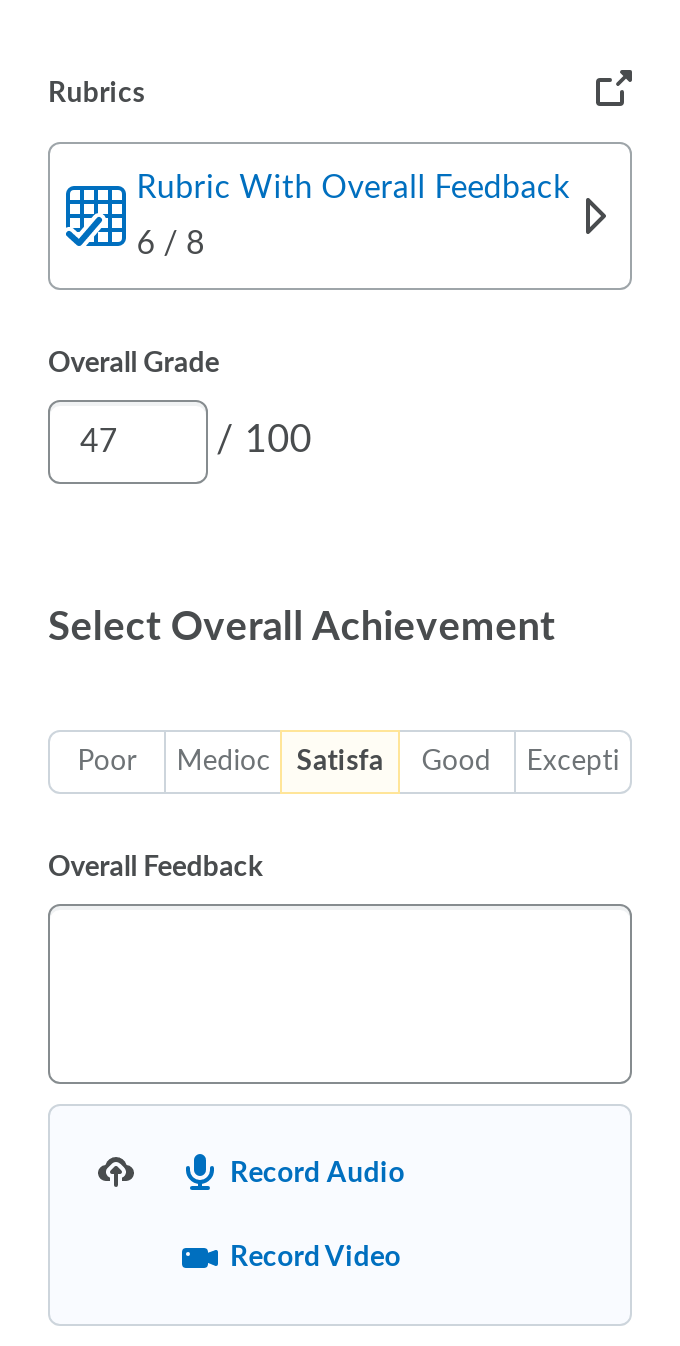 Rubrics
Rubric With Overall Feedback
6 / 8
Overall Grade
47 / 100
Select Overall Achievement
Poor Medioc Satisfa Good Excepti
Overall Feedback
Record Audio
Record Video